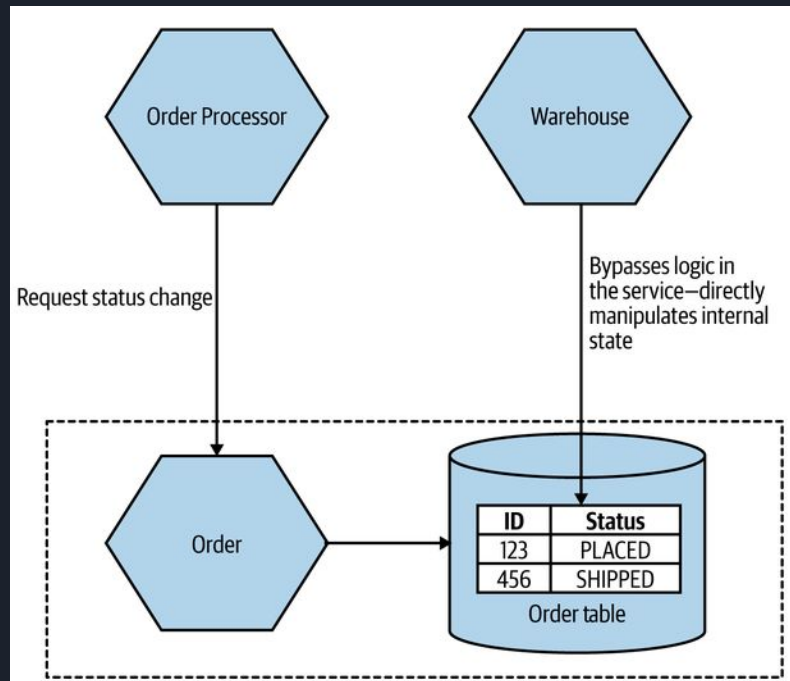 Order Processor
Warehouse
Request status change
Bypasses logic in
the service—directly
manipulates internal
state
Order
ID Status
123 PLACED
456 SHIPPED
Order table